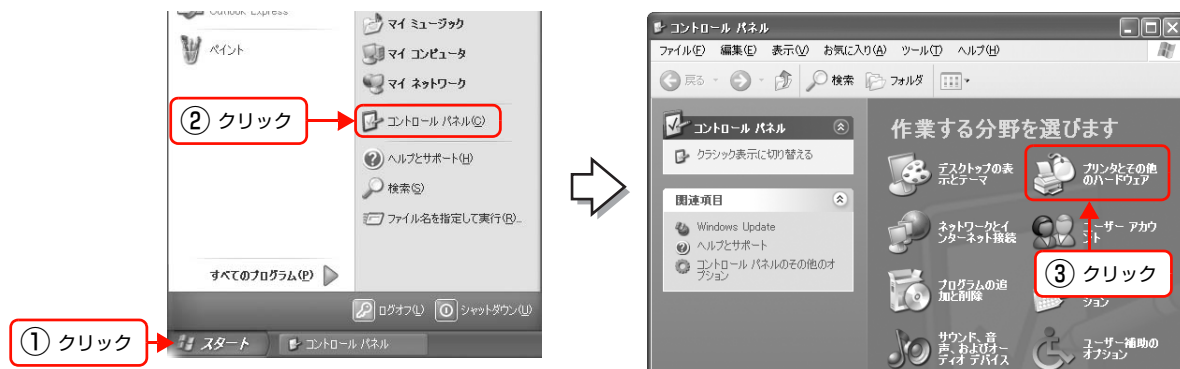 Outlook Express
ペイント
すべてのプログラム(P)
マイ ミュージック
マイ コンピュータ
マイ ネットワーク
② クリック
コントロール パネル(C)
ヘルプとサポート(H)
検索(S)
ファイル名を指定して実行(R)...
ログオフ(L)
シャットダウン(U)
① クリック
スタート
コントロール パネル
コントロール パネル
ファイル(F) 編集(E) 表示(V) お気に入り(A) ツール(T) ヘルプ(H)
戻る 検索 フォルダ
コントロール パネル
クラシック表示に切り替える
関連項目
Windows Update
ヘルプとサポート
コントロール パネルのその他のオ
プション
作業する分野を選びます
デスクトップの表
示とテーマ
プリンタとその他
のハードウェア
ネットワークとイ
ンターネット接続
ユーザー アカウ
ント
③ クリック
プログラムの追
加と削除
ション
サウンド、音
声、およびオー
ディオ デバイス
ユーザー補助の
オプション